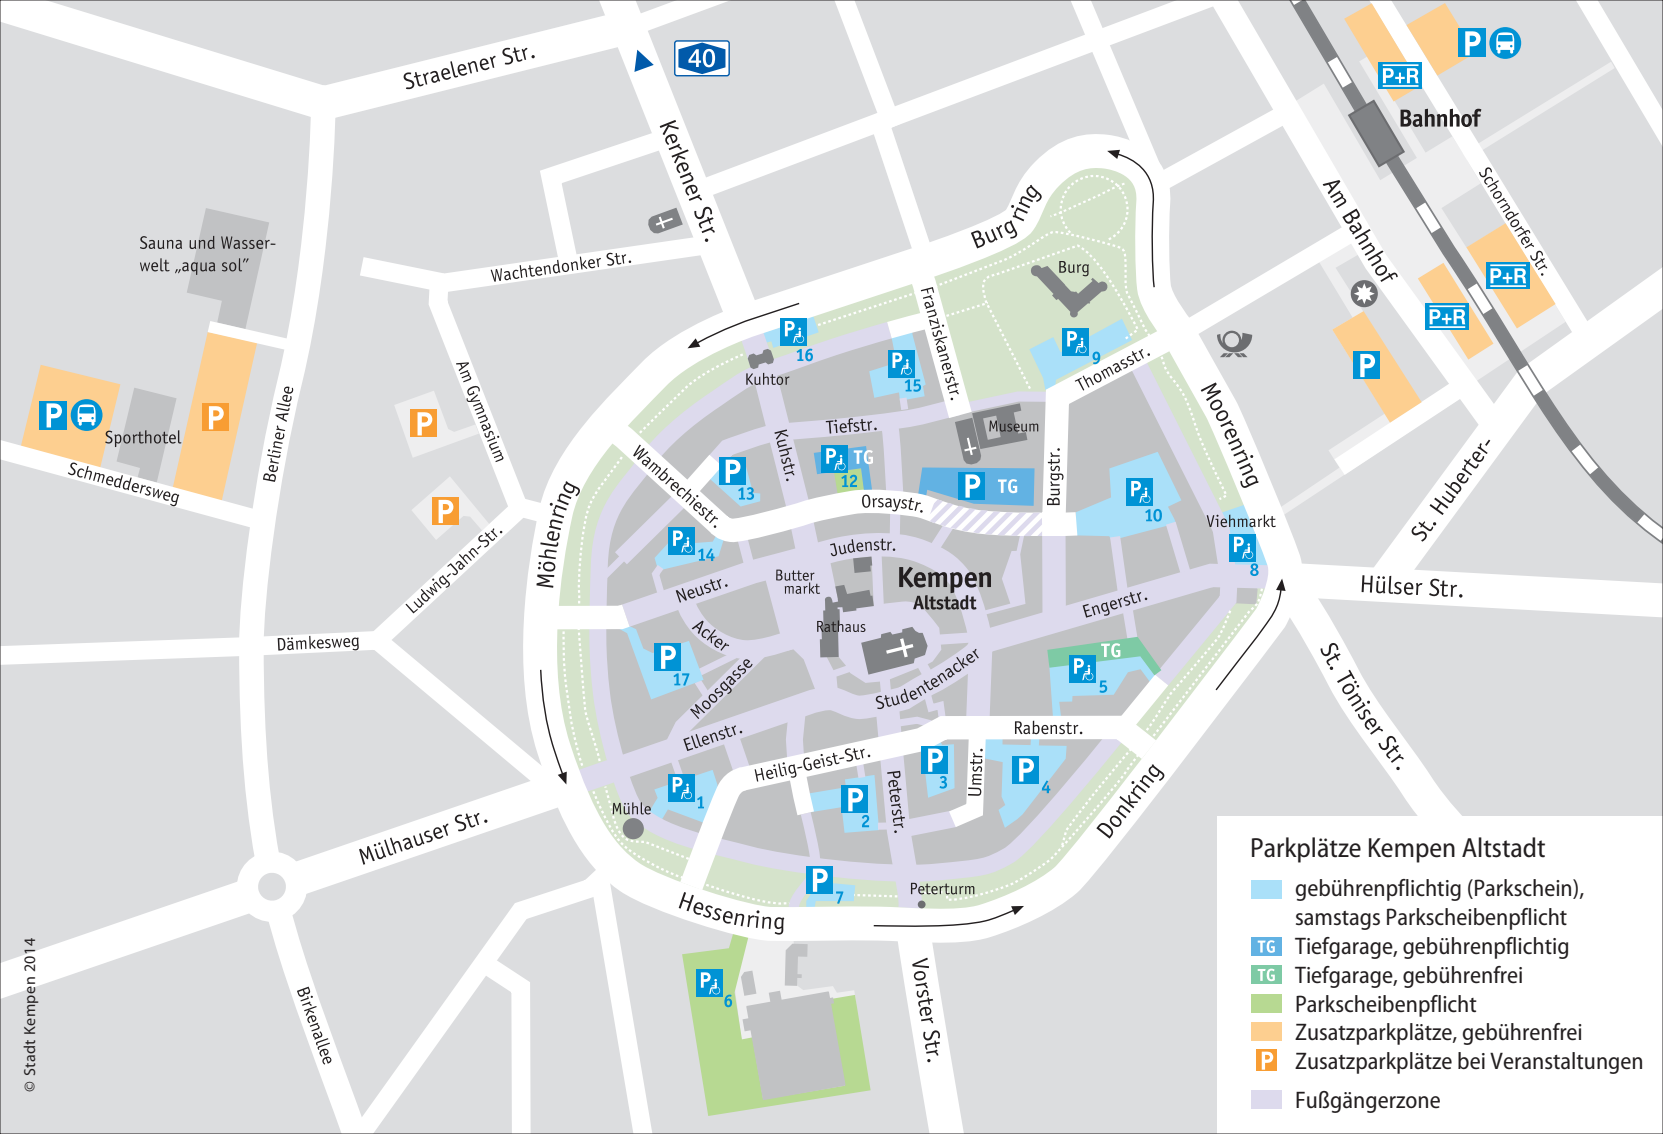 Straelener Str.
40
Kerkener Str.
P
P+R
Bahnhof
Schorndorfer Str.
Am Bahnhof
P+R
P+R
P
Sauna und Wasser-
welt „aqua sol“
Wachtendonker Str.
Burgring
Burg
Franziskanerstr.
P
16
Kuhtor
P
15
P
9
Thomasstr.
Moorenring
Am Gymnasium
P
P
Sporthotel
P
P
Berliner Allee
Schmeddersweg
Ludwig-Jahn-Str.
Möhlenring
Wambrechiestr.
Kuhstr.
Tiefstr.
Museum
P
13
P
TG
12
Orsaystr.
P
TG
Burgstr.
P
10
Viehmarkt
P
8
St. Huberter-
Hülser Str.
P
14
Judenstr.
Neustr.
Butter
markt
Kempen
Altstadt
Rathaus
Engerstr.
Acker
Moosgasse
Dämkesweg
P
17
Studentenacker
TG
P
5
Ellenstr.
Rabenstr.
St. Töniser Str.
Heilig-Geist-Str.
P
3
Umstr.
P
4
P
1
Mühle
P
2
Peterstr.
Donkring
Mülhauser Str.
P
7
Peterturm
Hessenring
P
6
Vorster Str.
Birkenallee
© Stadt Kempen 2014
Parkplätze Kempen Altstadt
gebührenpflichtig (Parkschein),
samstags Parkscheibenpflicht
TG Tiefgarage, gebührenpflichtig
TG Tiefgarage, gebührenfrei
Parkscheibenpflicht
Zusatzparkplätze, gebührenfrei
P Zusatzparkplätze bei Veranstaltungen
Fußgängerzone